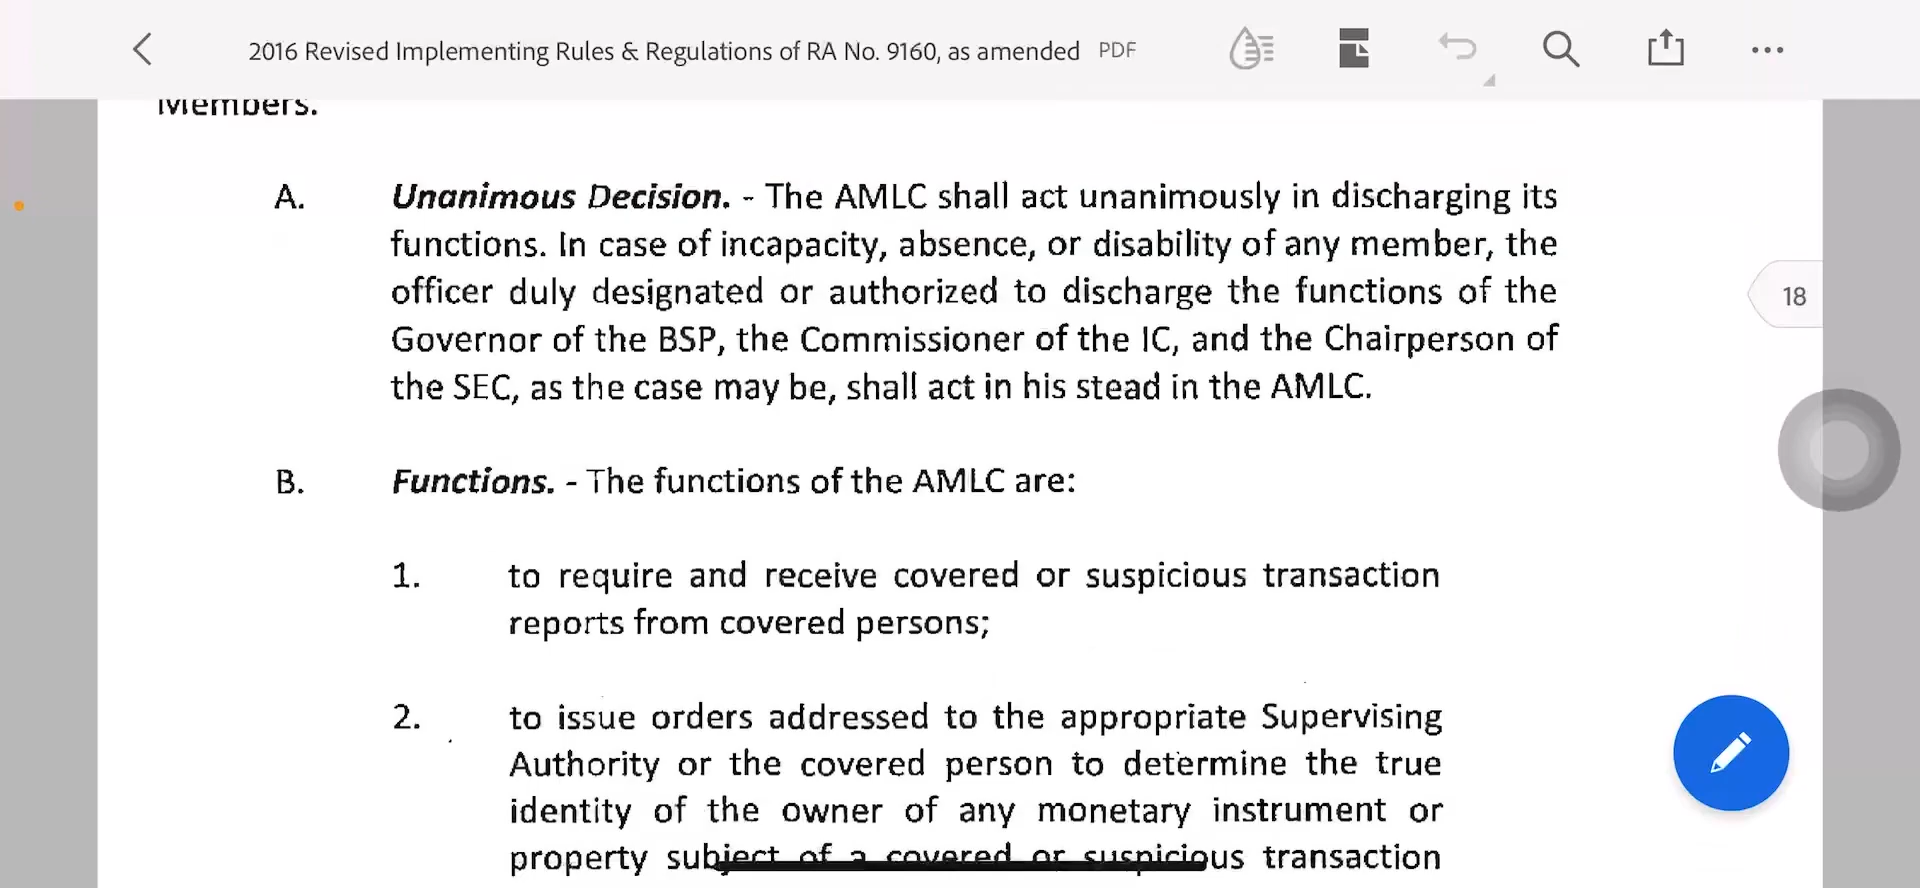 2016 Revised Implementing Rules & Regulations of RA No. 9160, as amended PDF
Members.
A. Unanimous Decision. - The AMLC shall act unanimously in discharging its
functions. In case of incapacity, absence, or disability of any member, the
officer duly designated or authorized to discharge the functions of the
Governor of the BSP, the Commissioner of the IC, and the Chairperson of
the SEC, as the case may be, shall act in his stead in the AMLC.
18
B. Functions. - The functions of the AMLC are:
1. to require and receive covered or suspicious transaction
reports from covered persons;
2. to issue orders addressed to the appropriate Supervising
Authority or the covered person to determine the true
identity of the owner of any monetary instrument or
property subject of a covered or suspicious transaction